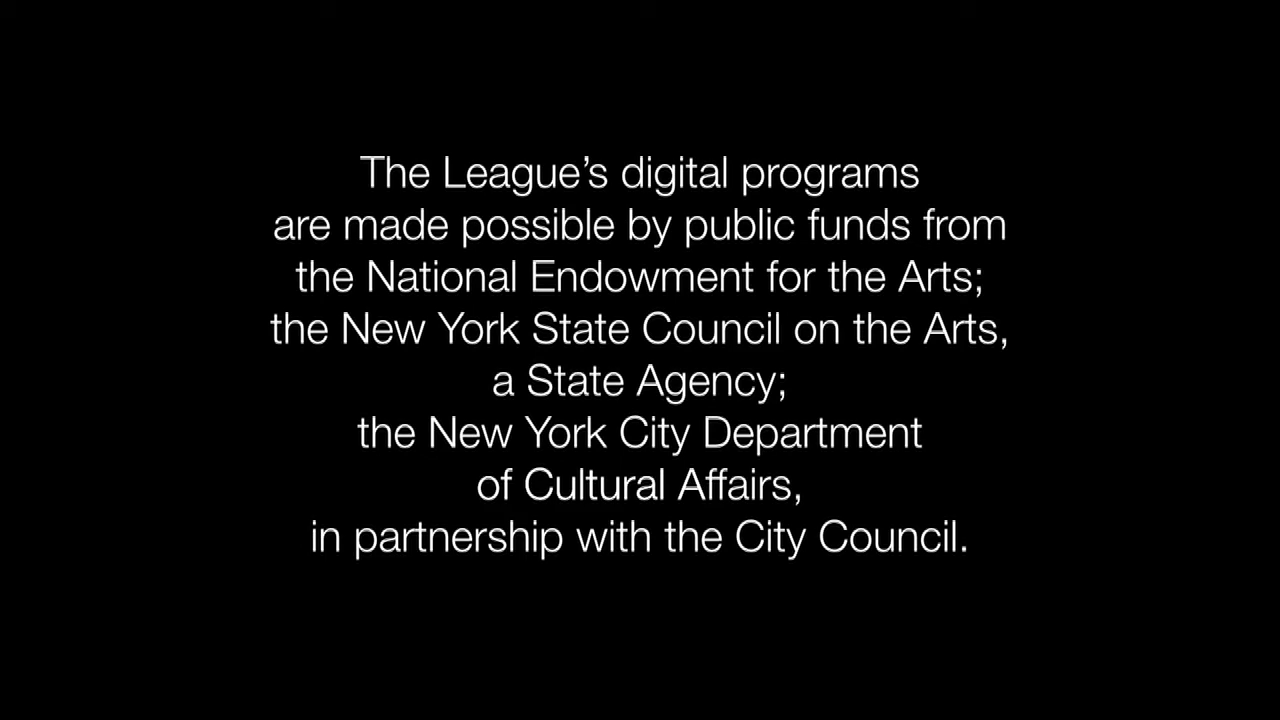 The League’s digital programs
are made possible by public funds from
the National Endowment for the Arts;
the New York State Council on the Arts,
a State Agency;
the New York City Department
of Cultural Affairs,
in partnership with the City Council.